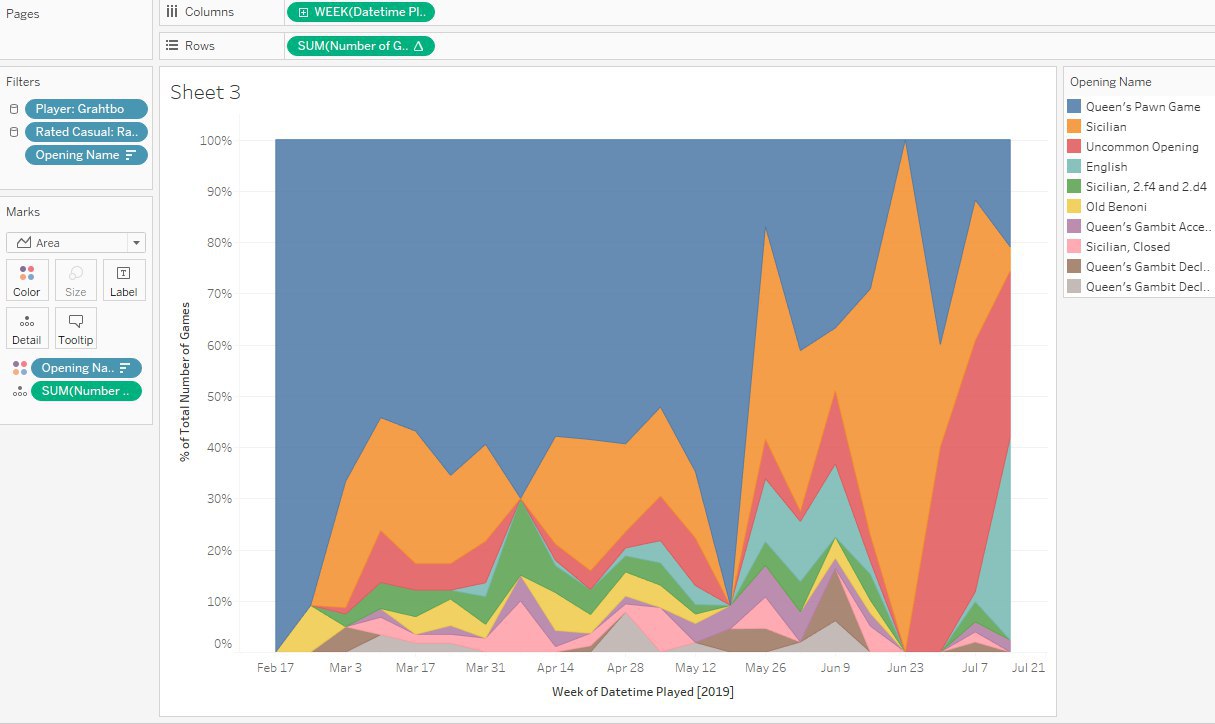 Pages
Columns
WEEK(Datetime Pl..
Rows
SUM(Number of G.. Δ
Filters
Player: Grahtbo
Rated Casual: Ra..
Opening Name
Marks
Area
Color
Size
Label
Detail
Tooltip
Opening Na..
SUM(Number ..
Sheet 3
% of Total Number of Games
100%
90%
80%
70%
60%
50%
40%
30%
20%
10%
0%
Feb 17
Mar 3
Mar 17
Mar 31
Apr 14
Apr 28
May 12
May 26
Jun 9
Jun 23
Jul 7
Jul 21
Week of Datetime Played [2019]
Opening Name
Queen's Pawn Game
Sicilian
Uncommon Opening
English
Sicilian, 2.f4 and 2.d4
Old Benoni
Queen's Gambit Acce..
Sicilian, Closed
Queen's Gambit Decl..
Queen's Gambit Decl..